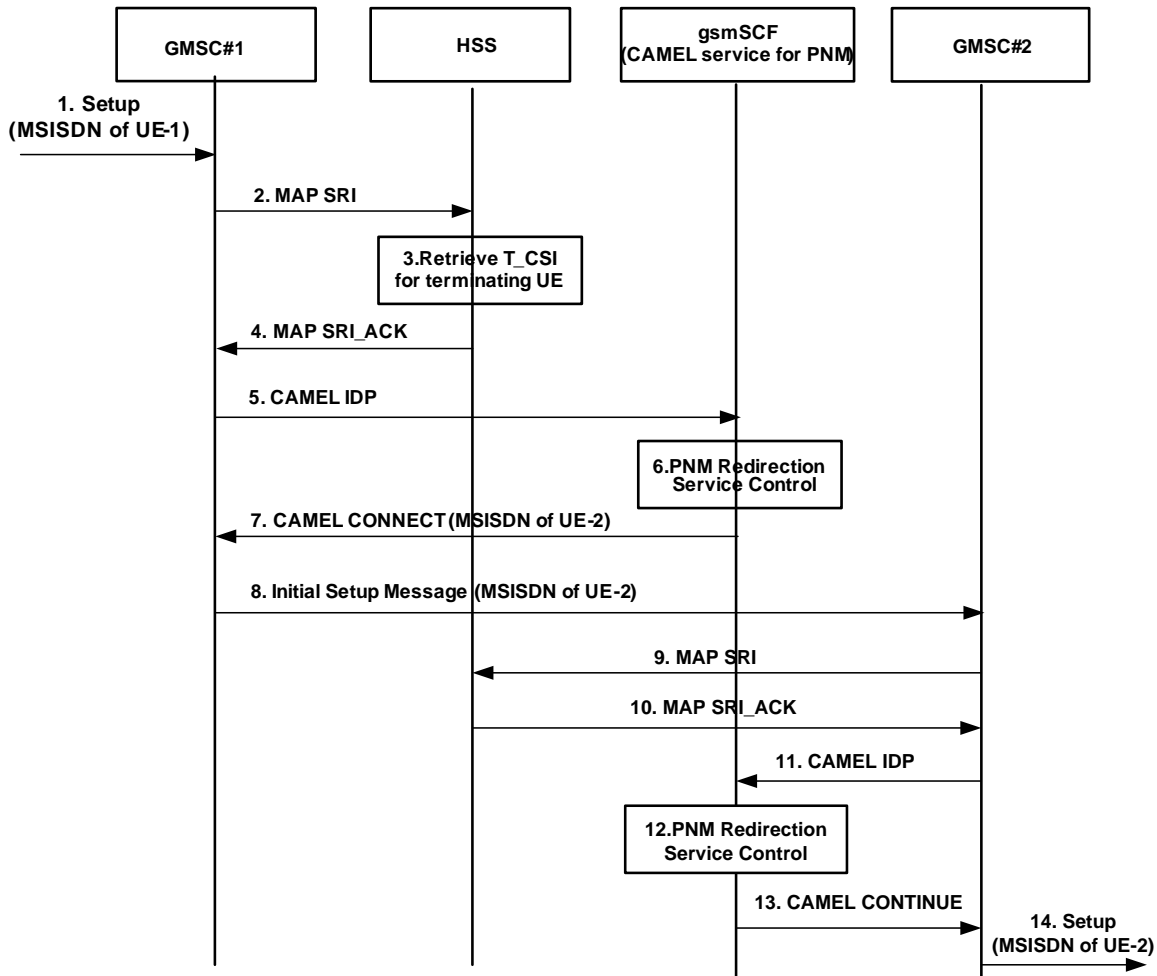 GMSC#1
HSS
gsmSCF
(CAMEL service for PNM)
GMSC#2
1. Setup
(MSISDN of UE-1)
2. MAP SRI
3.Retrieve T_CSI
for terminating UE
4. MAP SRI_ACK
5. CAMEL IDP
6.PNM Redirection
Service Control
7. CAMEL CONNECT (MSISDN of UE-2)
8. Initial Setup Message (MSISDN of UE-2)
9. MAP SRI
10. MAP SRI_ACK
11. CAMEL IDP
12.PNM Redirection
Service Control
13. CAMEL CONTINUE
14. Setup
(MSISDN of UE-2)